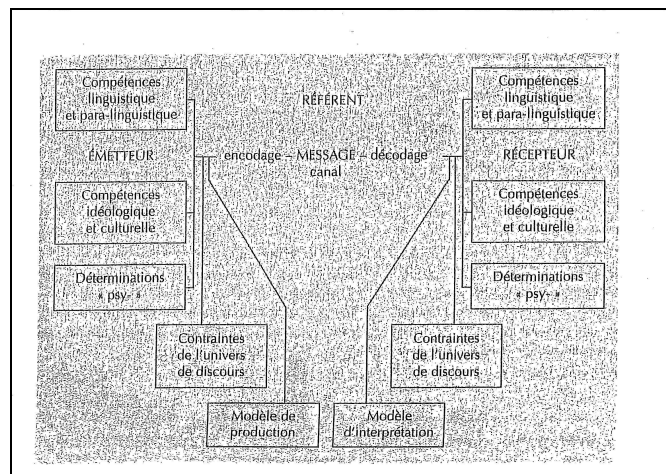 Compétences
linguistique
et para-linguistique
RÉFÉRENT
Compétences
linguistique
et para-linguistique
ÉMETTEUR
encodage – MESSAGE – décodage
canal
RÉCEPTEUR
Compétences
idéologique
et culturelle
Compétences
idéologique
et culturelle
Déterminations
« psy- »
Déterminations
« psy- »
Contraintes
de l'univers
de discours
Contraintes
de l'univers
de discours
Modèle de
production
Modèle
d'interprétation